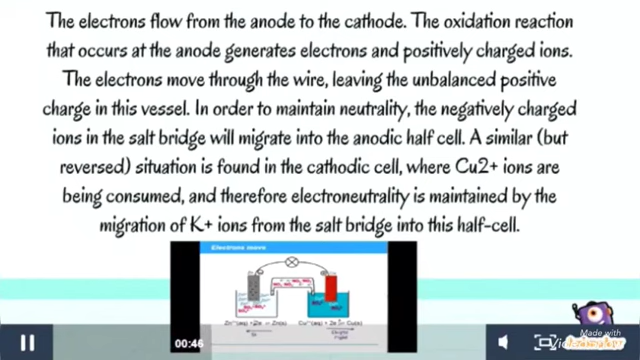 The electrons flow from the anode to the cathode. The oxidation reaction
that occurs at the anode generates electrons and positively charged ions.
The electrons move through the wire, leaving the unbalanced positive
charge in this vessel. In order to maintain neutrality, the negatively charged
ions in the salt bridge will migrate into the anodic half cell. A similar (but
reversed) situation is found in the cathodic cell, where Cu2+ ions are
being consumed, and therefore electroneutrality is maintained by the
migration of K+ ions from the salt bridge into this half-cell.
Electrons move
00:46
Made with